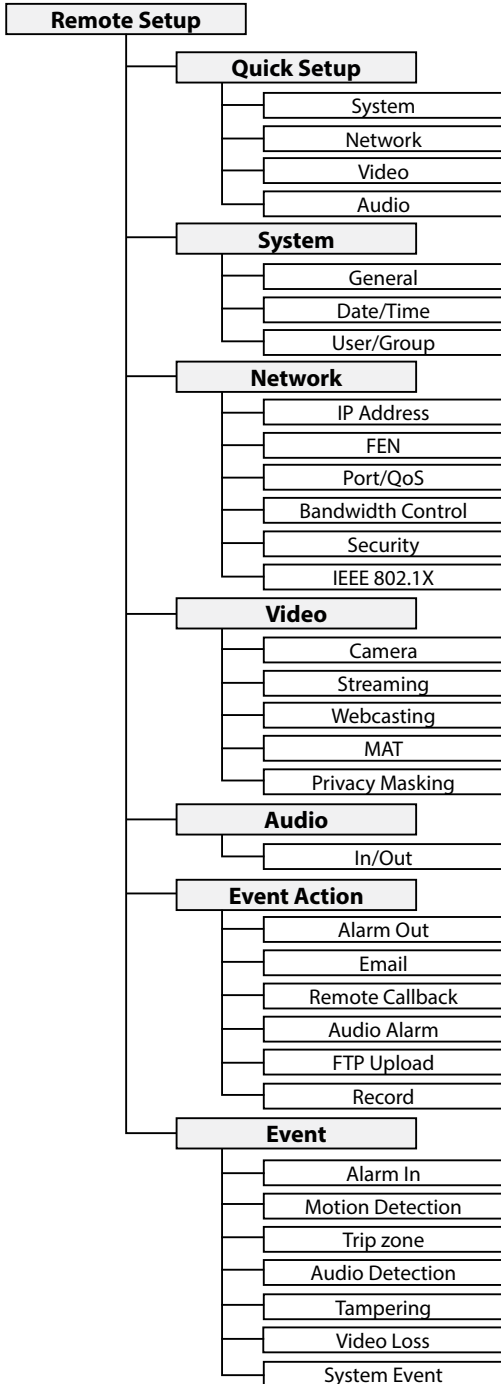 Remote Setup
Quick Setup
System
Network
Video
Audio
System
General
Date/Time
User/Group
Network
IP Address
FEN
Port/QoS
Bandwidth Control
Security
IEEE 802.1X
Video
Camera
Streaming
Webcasting
MAT
Privacy Masking
Audio
In/Out
Event Action
Alarm Out
Email
Remote Callback
Audio Alarm
FTP Upload
Record
Event
Alarm In
Motion Detection
Trip zone
Audio Detection
Tampering
Video Loss
System Event